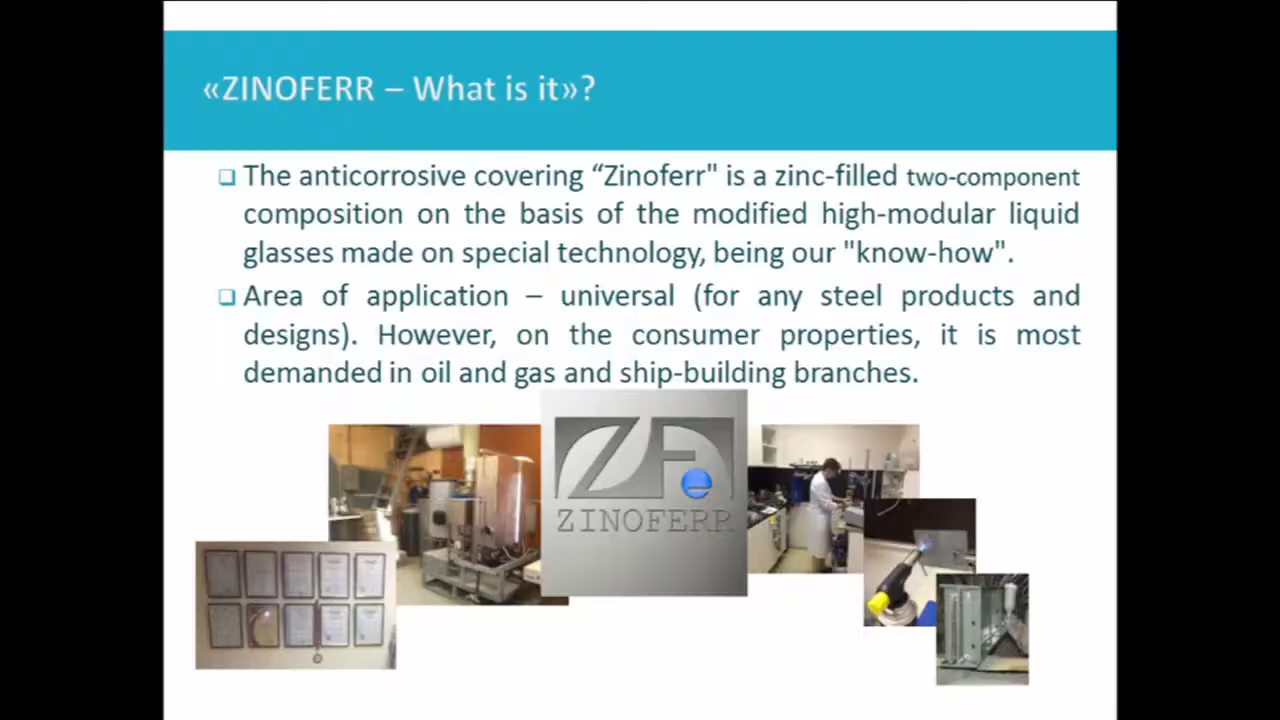 «ZINOFERR – What is it»?
The anticorrosive covering “Zinoferr" is a zinc-filled two-component
composition on the basis of the modified high-modular liquid
glasses made on special technology, being our "know-how".
Area of application – universal (for any steel products and
designs). However, on the consumer properties, it is most
demanded in oil and gas and ship-building branches.
ZFe
ZINOFERR